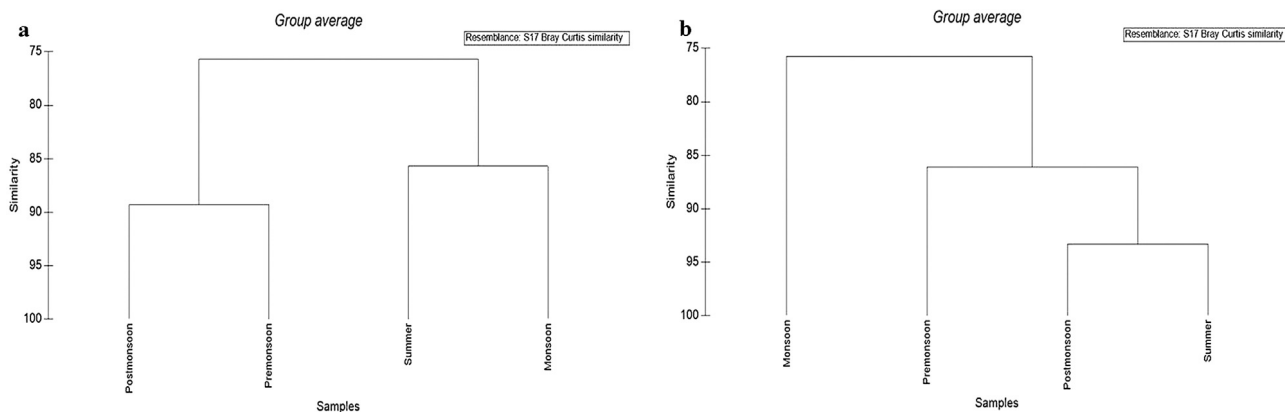 a
Group average
Resemblance: S17 Bray Curtis similarity
75
80
85
90
95
100
Similarity
Postmonsoon
Premonsoon
Summer
Monsoon
Samples
b
Group average
Resemblance: S17 Bray Curtis similarity
75
80
85
90
95
100
Similarity
Monsoon
Premonsoon
Postmonsoon
Summer
Samples